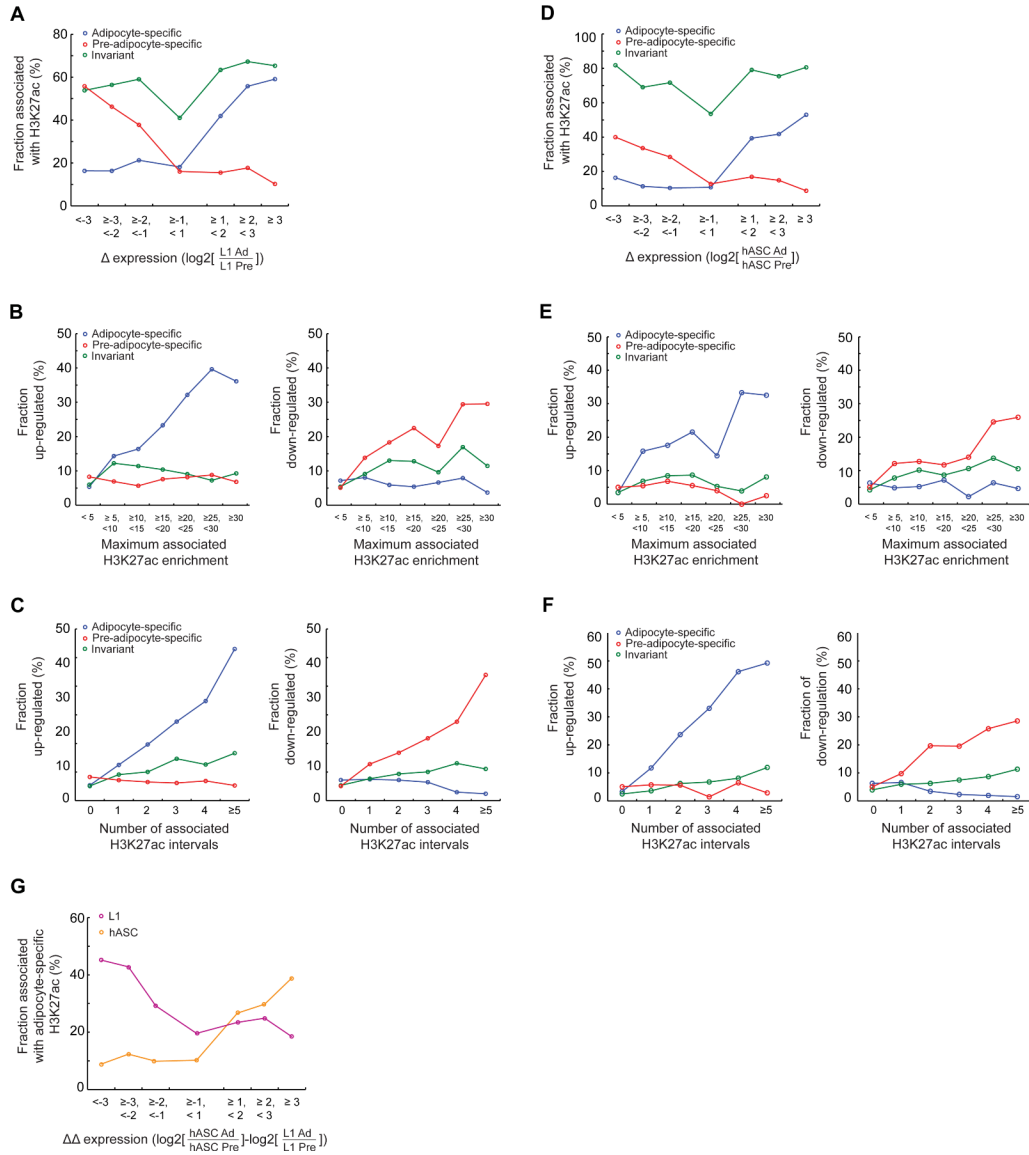 A
Adipocyte-specific
Pre-adipocyte-specific
Invariant
Fraction associated
with H3K27ac (%)
80
60
40
20
0
<-3
≥-3,
<-2
≥-2,
<-1
≥-1,
< 1
≥ 1,
< 2
≥ 2,
< 3
≥ 3
Δ expression (log2[ L1 Ad
L1 Pre ])
D
Adipocyte-specific
Pre-adipocyte-specific
Invariant
Fraction associated
with H3K27ac (%)
100
80
60
40
20
0
<-3
≥-3,
<-2
≥-2,
<-1
≥-1,
< 1
≥ 1,
< 2
≥ 2,
< 3
≥ 3
Δ expression (log2[ hASC Ad
hASC Pre ])
B
Adipocyte-specific
Pre-adipocyte-specific
Invariant
Fraction
up-regulated (%)
50
40
30
20
10
0
< 5
≥ 5,
<10
≥10,
<15
≥15,
<20
≥20,
<25
≥25,
<30
≥30
Maximum associated
H3K27ac enrichment
Fraction
down-regulated (%)
50
40
30
20
10
0
< 5
≥ 5,
<10
≥10,
<15
≥15,
<20
≥20,
<25
≥25,
<30
≥30
Maximum associated
H3K27ac enrichment
E
Adipocyte-specific
Pre-adipocyte-specific
Invariant
Fraction
up-regulated (%)
50
40
30
20
10
0
< 5
≥ 5,
<10
≥10,
<15
≥15,
<20
≥20,
<25
≥25,
<30
≥30
Maximum associated
H3K27ac enrichment
Fraction
down-regulated (%)
50
40
30
20
10
0
< 5
≥ 5,
<10
≥10,
<15
≥15,
<20
≥20,
<25
≥25,
<30
≥30
Maximum associated
H3K27ac enrichment
C
Adipocyte-specific
Pre-adipocyte-specific
Invariant
Fraction
up-regulated (%)
50
40
30
20
10
0
0 1 2 3 4 ≥5
Number of associated
H3K27ac intervals
Fraction
down-regulated (%)
50
40
30
20
10
0
0 1 2 3 4 ≥5
Number of associated
H3K27ac intervals
F
Adipocyte-specific
Pre-adipocyte-specific
Invariant
Fraction
up-regulated (%)
60
50
40
30
20
10
0
0 1 2 3 4 ≥5
Number of associated
H3K27ac intervals
Fraction of
down-regulation (%)
60
50
40
30
20
10
0
0 1 2 3 4 ≥5
Number of associated
H3K27ac intervals
G
L1
hASC
Fraction associated
with adipocyte-specific
H3K27ac (%)
60
40
20
0
<-3
≥-3,
<-2
≥-2,
<-1
≥-1,
< 1
≥ 1,
< 2
≥ 2,
< 3
≥ 3
ΔΔ expression (log2[ hASC Ad
hASC Pre ]-log2[ L1 Ad
L1 Pre ])